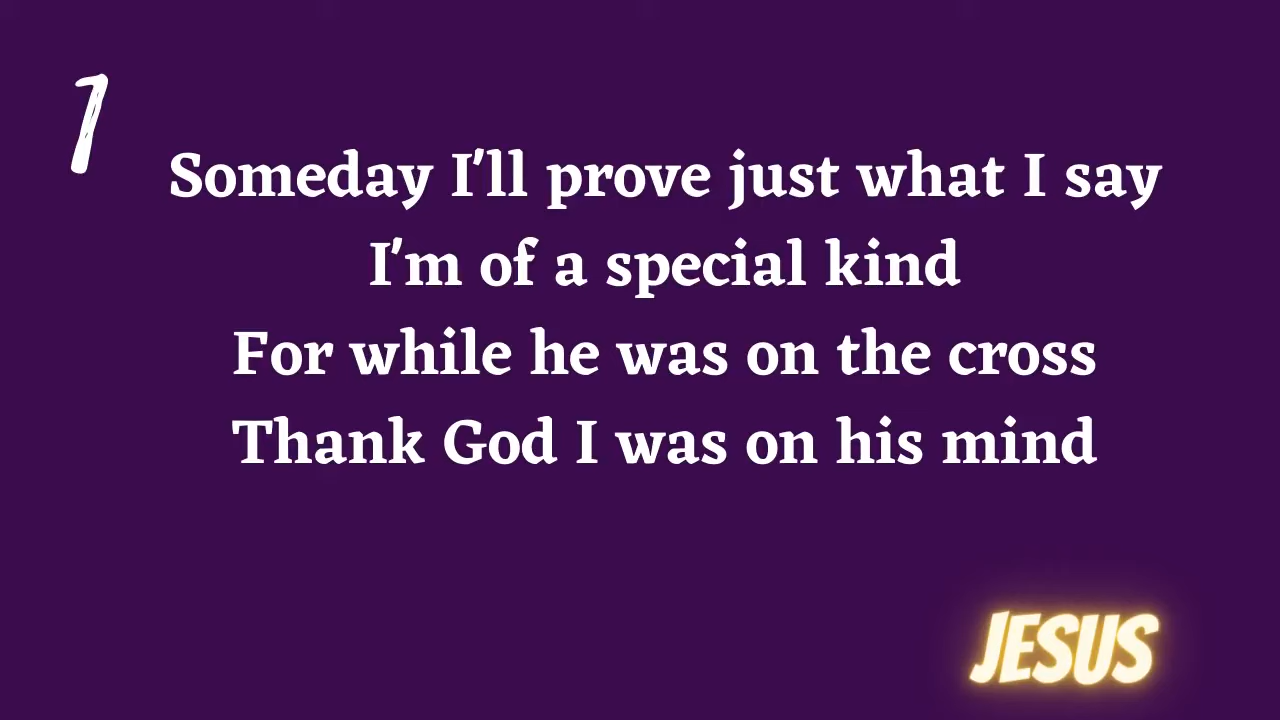 1
Someday I'll prove just what I say
I'm of a special kind
For while he was on the cross
Thank God I was on his mind
JESUS